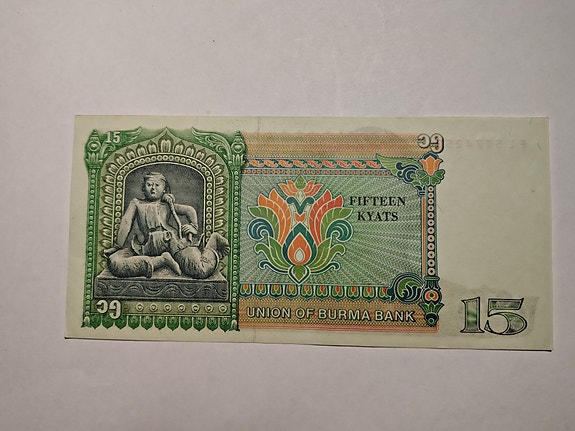 15
၁၅
FIFTEEN
KYATS
၁၅
UNION OF BURMA BANK
15